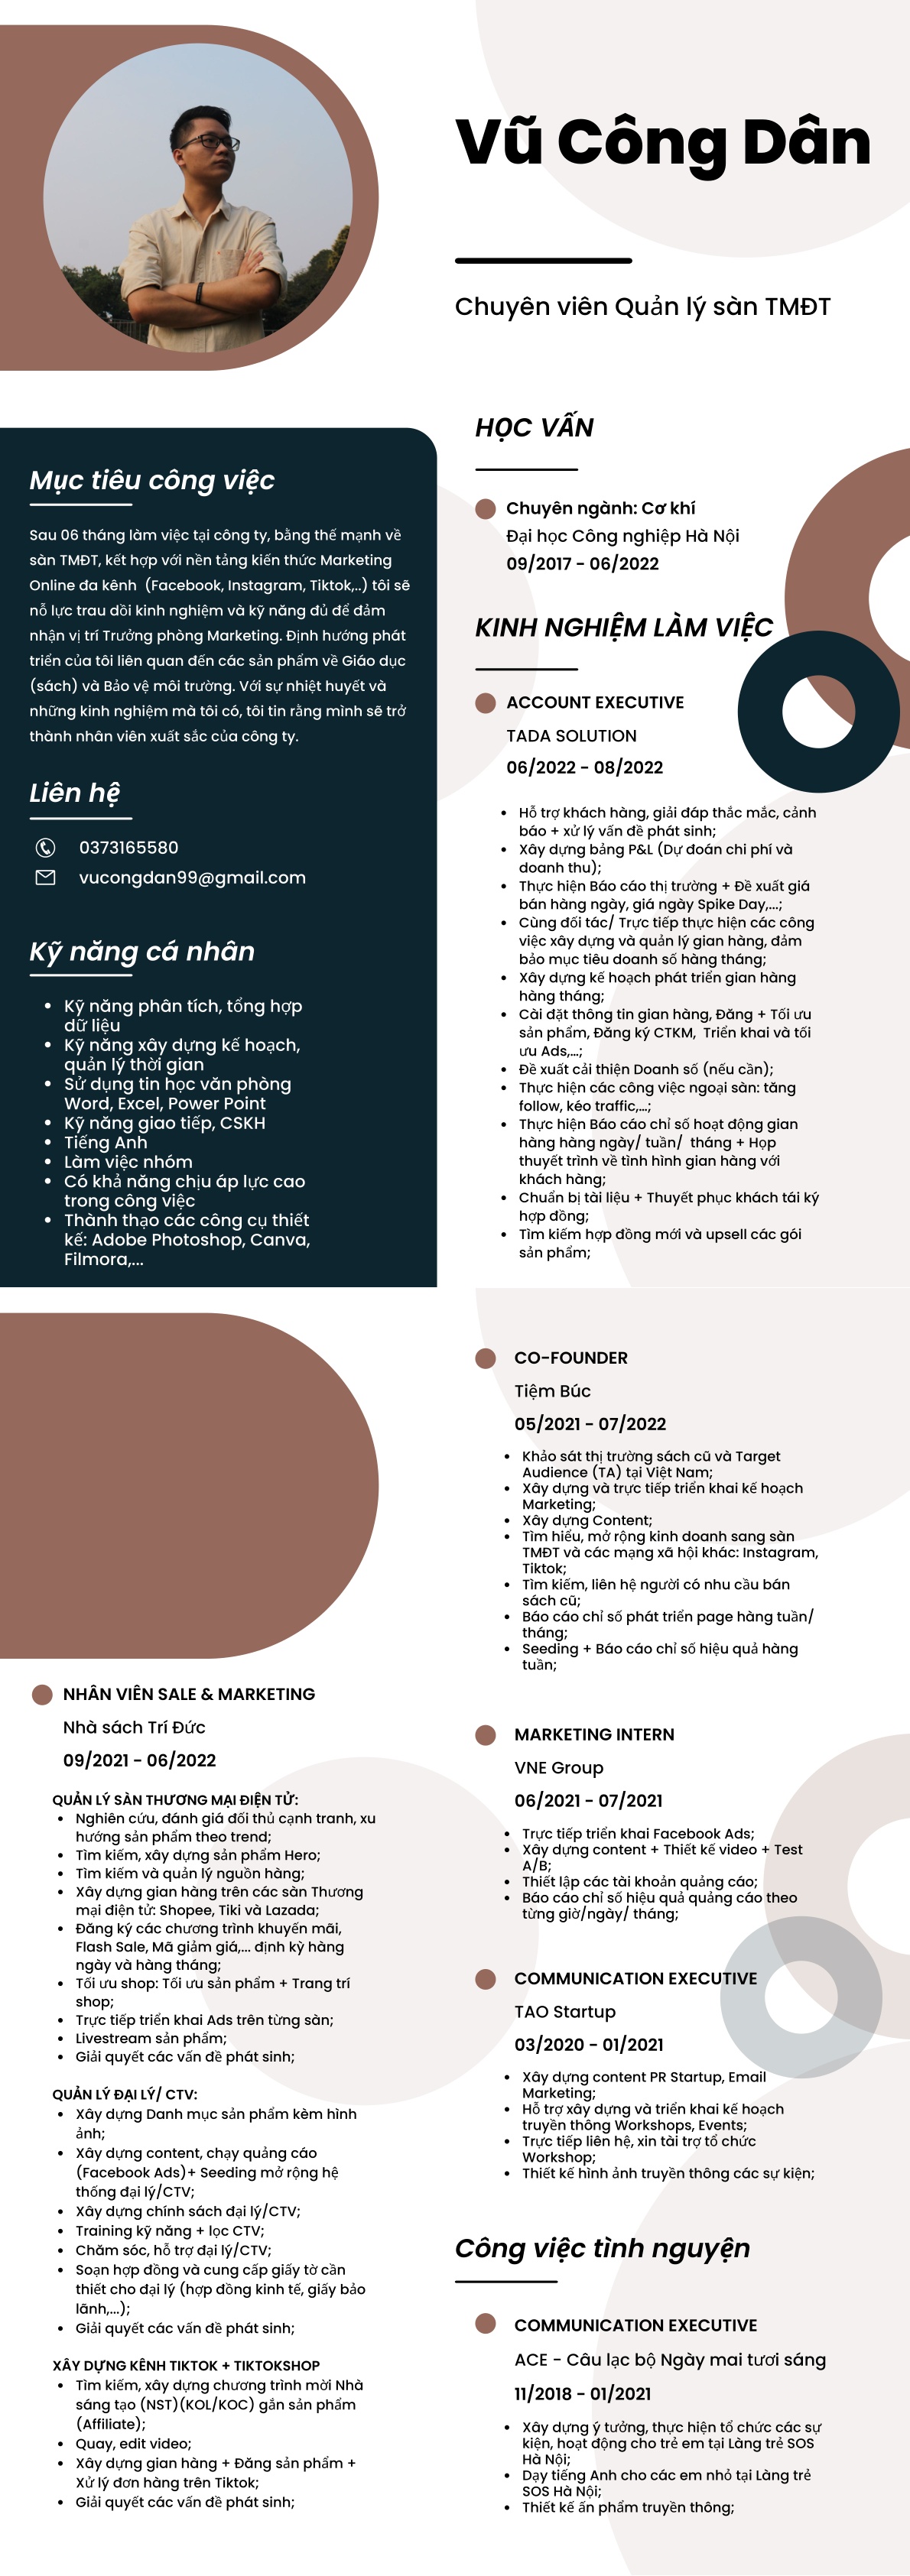 Vũ Công Dân
Chuyên viên Quản lý sàn TMĐT
Mục tiêu công việc
Sau 06 tháng làm việc tại công ty, bằng thế mạnh về
sàn TMĐT, kết hợp với nền tảng kiến thức Marketing
Online đa kênh (Facebook, Instagram, Tiktok,..) tôi sẽ
nỗ lực trau dồi kinh nghiệm và kỹ năng đủ để đảm
nhận vị trí Trưởng phòng Marketing. Định hướng phát
triển của tôi liên quan đến các sản phẩm về Giáo dục
(sách) và Bảo vệ môi trường. Với sự nhiệt huyết và
những kinh nghiệm mà tôi có, tôi tin rằng mình sẽ trở
thành nhân viên xuất sắc của công ty.
Liên hệ
0373165580
vucongdan99@gmail.com
Kỹ năng cá nhân
• Kỹ năng phân tích, tổng hợp
dữ liệu
• Kỹ năng xây dựng kế hoạch,
quản lý thời gian
• Sử dụng tin học văn phòng
Word, Excel, Power Point
• Kỹ năng giao tiếp, CSKH
• Tiếng Anh
• Làm việc nhóm
• Có khả năng chịu áp lực cao
trong công việc
• Thành thạo các công cụ thiết
kế: Adobe Photoshop, Canva,
Filmora,...
HỌC VẤN
Chuyên ngành: Cơ khí
Đại học Công nghiệp Hà Nội
09/2017 - 06/2022
KINH NGHIỆM LÀM VIỆC
ACCOUNT EXECUTIVE
TADA SOLUTION
06/2022 - 08/2022
• Hỗ trợ khách hàng, giải đáp thắc mắc, cảnh
báo + xử lý vấn đề phát sinh;
• Xây dựng bảng P&L (Dự đoán chi phí và
doanh thu);
• Thực hiện Báo cáo thị trường + Đề xuất giá
bán hàng ngày, giá ngày Spike Day,...;
• Cùng đối tác/ Trực tiếp thực hiện các công
việc xây dựng và quản lý gian hàng, đảm
bảo mục tiêu doanh số hàng tháng;
• Xây dựng kế hoạch phát triển gian hàng
hàng tháng;
• Cài đặt thông tin gian hàng, Đăng + Tối ưu
sản phẩm, Đăng ký CTKM, Triển khai và tối
ưu Ads,...;
• Đề xuất cải thiện Doanh số (nếu cần);
• Thực hiện các công việc ngoại sàn: tăng
follow, kéo traffic,...;
• Thực hiện Báo cáo chỉ số hoạt động gian
hàng hàng ngày/ tuần/ tháng + Họp
thuyết trình về tình hình gian hàng với
khách hàng;
• Chuẩn bị tài liệu + Thuyết phục khách tái ký
hợp đồng;
• Tìm kiếm hợp đồng mới và upsell các gói
sản phẩm;
NHÂN VIÊN SALE & MARKETING
Nhà sách Trí Đức
09/2021 - 06/2022
QUẢN LÝ SÀN THƯƠNG MẠI ĐIỆN TỬ:
• Nghiên cứu, đánh giá đối thủ cạnh tranh, xu
hướng sản phẩm theo trend;
• Tìm kiếm, xây dựng sản phẩm Hero;
• Tìm kiếm và quản lý nguồn hàng;
• Xây dựng gian hàng trên các sàn Thương
mại điện tử: Shopee, Tiki và Lazada;
• Đăng ký các chương trình khuyến mãi,
Flash Sale, Mã giảm giá,... định kỳ hàng
ngày và hàng tháng;
• Tối ưu shop: Tối ưu sản phẩm + Trang trí
shop;
• Trực tiếp triển khai Ads trên từng sàn;
• Livestream sản phẩm;
• Giải quyết các vấn đề phát sinh;
QUẢN LÝ ĐẠI LÝ/ CTV:
• Xây dựng Danh mục sản phẩm kèm hình
ảnh;
• Xây dựng content, chạy quảng cáo
(Facebook Ads)+ Seeding mở rộng hệ
thống đại lý/CTV;
• Xây dựng chính sách đại lý/CTV;
• Training kỹ năng + lọc CTV;
• Chăm sóc, hỗ trợ đại lý/CTV;
• Soạn hợp đồng và cung cấp giấy tờ cần
thiết cho đại lý (hợp đồng kinh tế, giấy bảo
lãnh,...);
• Giải quyết các vấn đề phát sinh;
XÂY DỰNG KÊNH TIKTOK + TIKTOKSHOP
• Tìm kiếm, xây dựng chương trình mời Nhà
sáng tạo (NST)(KOL/KOC) gắn sản phẩm
(Affiliate);
• Quay, edit video;
• Xây dựng gian hàng + Đăng sản phẩm +
Xử lý đơn hàng trên Tiktok;
• Giải quyết các vấn đề phát sinh;
CO-FOUNDER
Tiệm Búc
05/2021 - 07/2022
• Khảo sát thị trường sách cũ và Target
Audience (TA) tại Việt Nam;
• Xây dựng và trực tiếp triển khai kế hoạch
Marketing;
• Xây dựng Content;
• Tìm hiểu, mở rộng kinh doanh sang sàn
TMĐT và các mạng xã hội khác: Instagram,
Tiktok;
• Tìm kiếm, liên hệ người có nhu cầu bán
sách cũ;
• Báo cáo chỉ số phát triển page hàng tuần/
tháng;
• Seeding + Báo cáo chỉ số hiệu quả hàng
tuần;
MARKETING INTERN
VNE Group
06/2021 - 07/2021
• Trực tiếp triển khai Facebook Ads;
• Xây dựng content + Thiết kế video + Test
A/B;
• Thiết lập các tài khoản quảng cáo;
• Báo cáo chỉ số hiệu quả quảng cáo theo
từng giờ/ngày/ tháng;
COMMUNICATION EXECUTIVE
TAO Startup
03/2020 - 01/2021
• Xây dựng content PR Startup, Email
Marketing;
• Hỗ trợ xây dựng và triển khai kế hoạch
truyền thông Workshops, Events;
• Trực tiếp liên hệ, xin tài trợ tổ chức
Workshop;
• Thiết kế hình ảnh truyền thông các sự kiện;
Công việc tình nguyện
COMMUNICATION EXECUTIVE
ACE - Câu lạc bộ Ngày mai tươi sáng
11/2018 - 01/2021
• Xây dựng ý tưởng, thực hiện tổ chức các sự
kiện, hoạt động cho trẻ em tại Làng trẻ SOS
Hà Nội;
• Dạy tiếng Anh cho các em nhỏ tại Làng trẻ
SOS Hà Nội;
• Thiết kế ấn phẩm truyền thông;